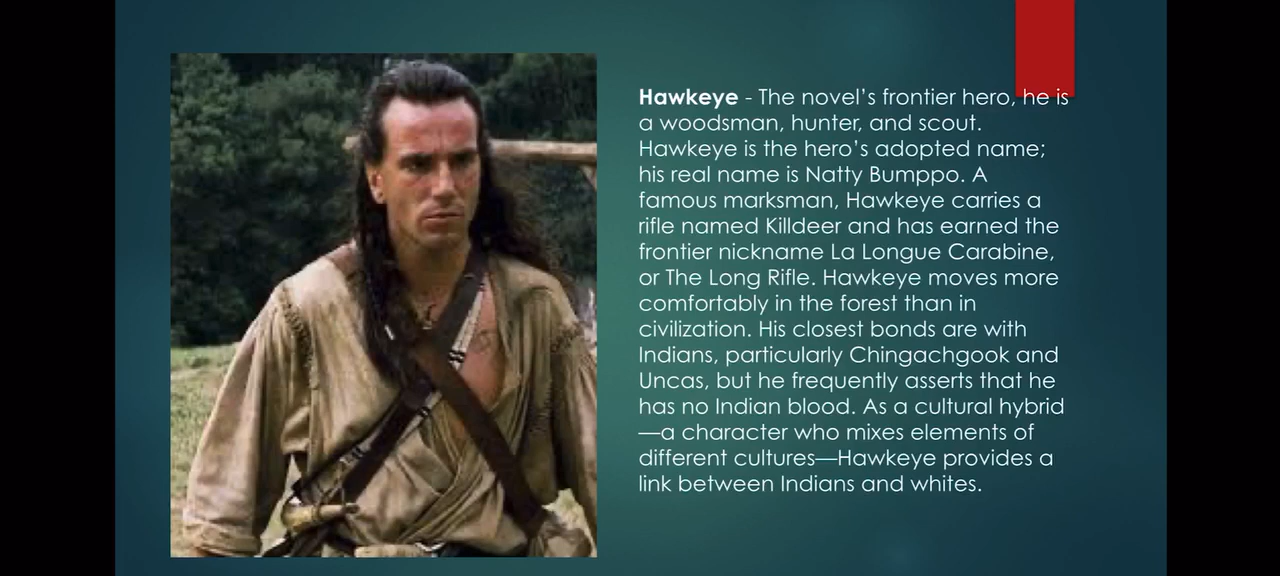 Hawkeye - The novel’s frontier hero, he is
a woodsman, hunter, and scout.
Hawkeye is the hero’s adopted name;
his real name is Natty Bumppo. A
famous marksman, Hawkeye carries a
rifle named Killdeer and has earned the
frontier nickname La Longue Carabine,
or The Long Rifle. Hawkeye moves more
comfortably in the forest than in
civilization. His closest bonds are with
Indians, particularly Chingachgook and
Uncas, but he frequently asserts that he
has no Indian blood. As a cultural hybrid
—a character who mixes elements of
different cultures—Hawkeye provides a
link between Indians and whites.